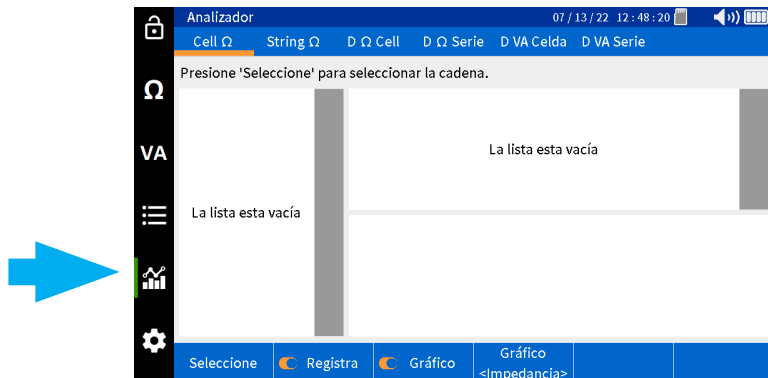 Analizador
07/13/22 12:48:20
Cell Ω String Ω D Ω Cell D Ω Serie D VA Celda D VA Serie
Presione 'Seleccione' para seleccionar la cadena.
Ω
VA
La lista esta vacía
La lista esta vacía
Seleccione Registra Gráfico Gráfico
<Impedancia>